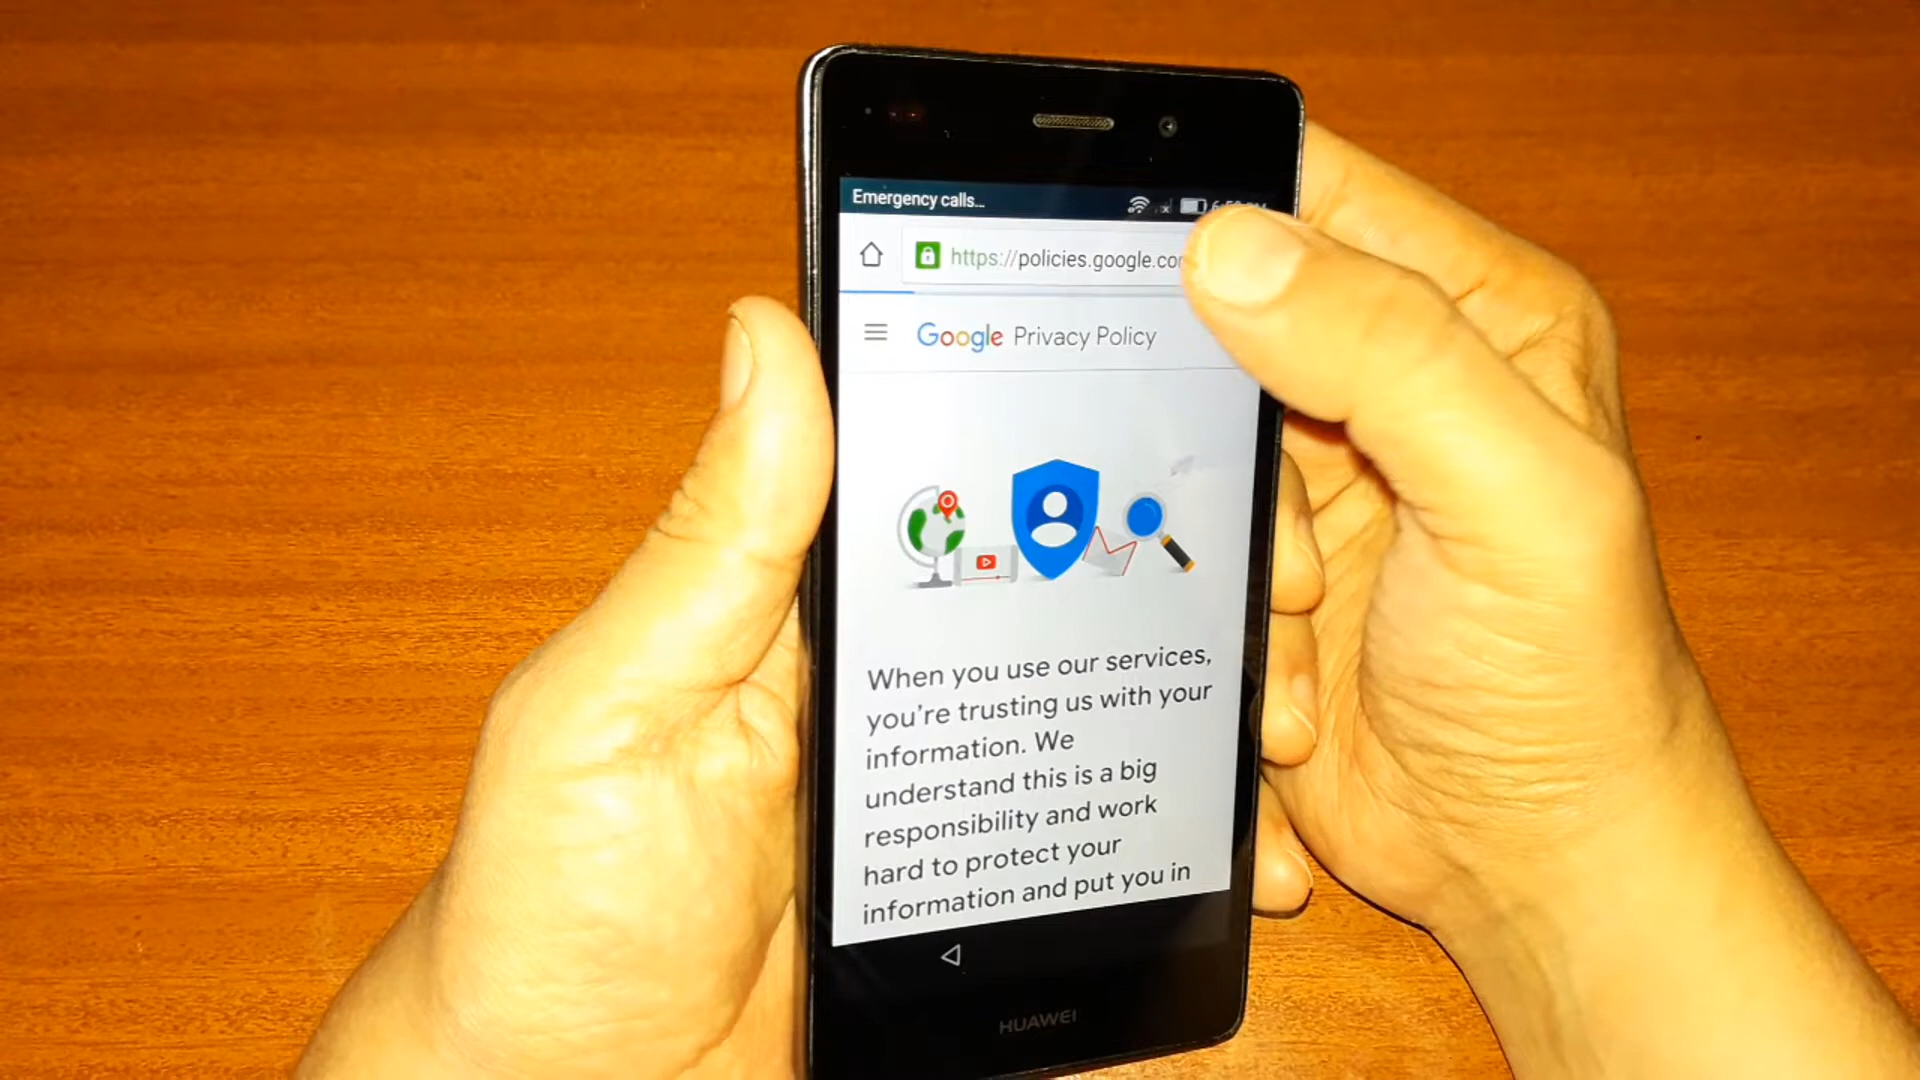 Emergency calls...
https://policies.google.co
Google Privacy Policy
When you use our services,
you're trusting us with your
information. We
understand this is a big
responsibility and work
hard to protect your
information and put you in
HUAWEI